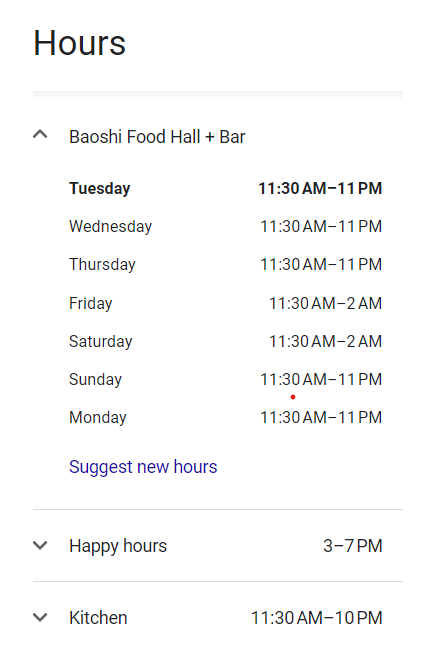 Hours
Baoshi Food Hall + Bar
Tuesday 11:30 AM–11 PM
Wednesday 11:30 AM–11 PM
Thursday 11:30 AM–11 PM
Friday 11:30 AM–2 AM
Saturday 11:30 AM–2 AM
Sunday 11:30 AM–11 PM
Monday 11:30 AM–11 PM
Suggest new hours
Happy hours 3–7 PM
Kitchen 11:30 AM–10 PM